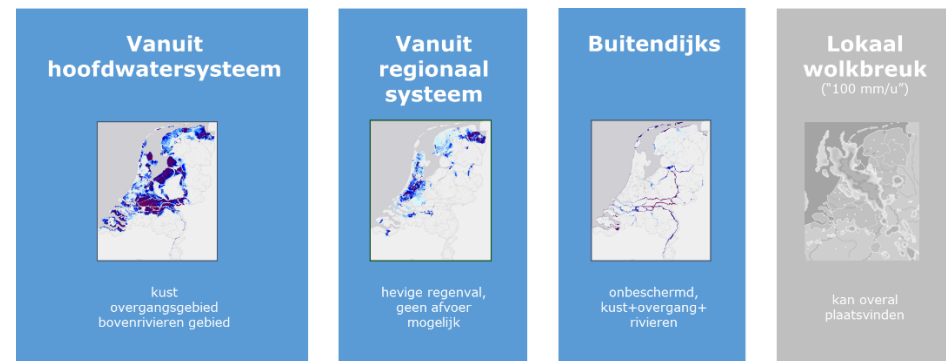 Vanuit
hoofdwatersysteem
kust
overgangsgebied
bovenrivieren gebied
Vanuit
regionaal
systeem
hevige regenval,
geen afvoer
mogelijk
Buitendijks
onbeschermd,
kust+overgang+
rivieren
Lokaal
wolkbreuk
("100 mm/u")
kan overal
plaatsvinden